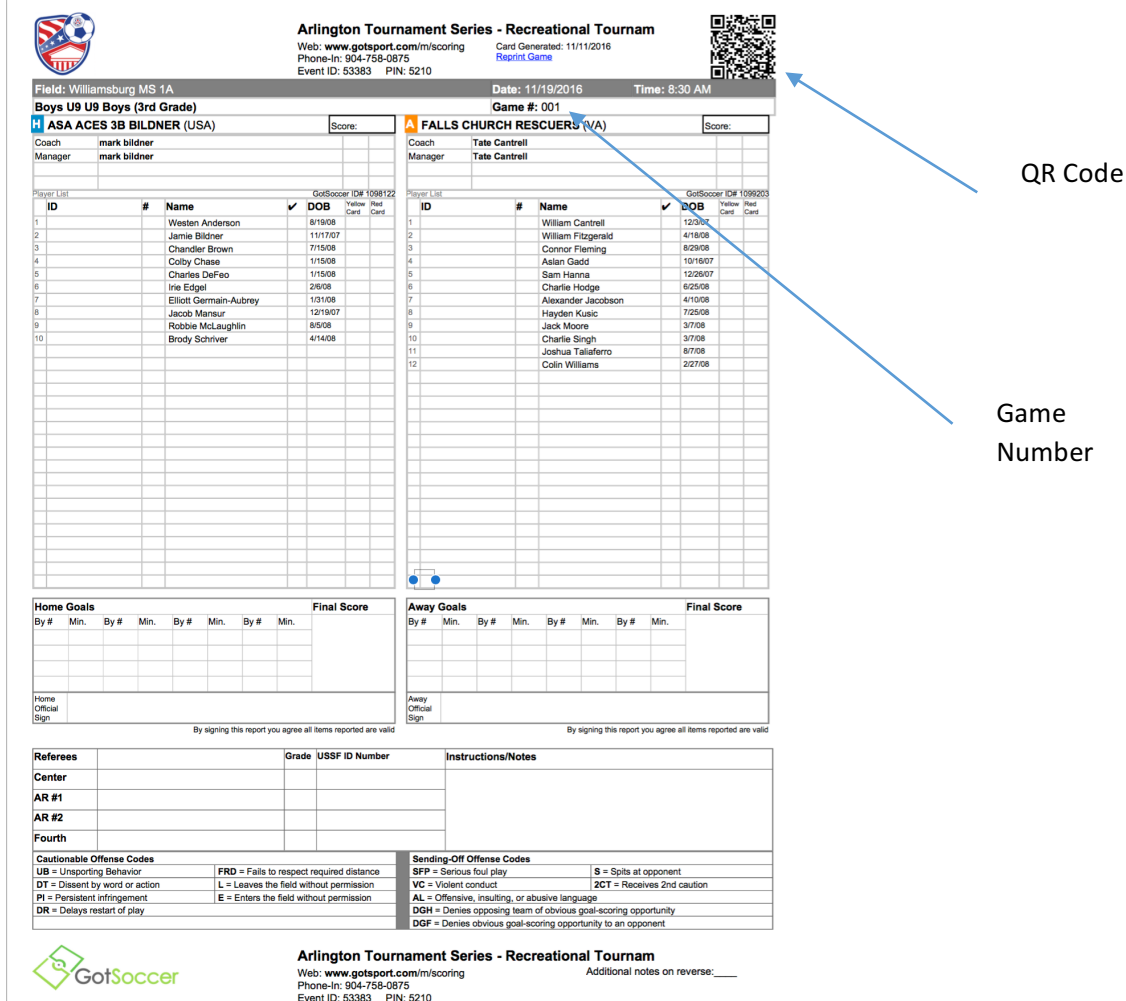 Arlington Tournament Series - Recreational Tournam
Web: www.gotsport.com/m/scoring Card Generated: 11/11/2016
Phone-In: 904-758-0875 Reprint Game
Event ID: 53383 PIN: 5210
Field: Williamsburg MS 1A Date: 11/19/2016 Time: 8:30 AM
Boys U9 U9 Boys (3rd Grade) Game #: 001
H ASA ACES 3B BILDNER (USA) Score:
Coach mark bildner
Manager mark bildner
Player List GotSoccer ID# 1098122
ID # Name ✔ DOB Yellow Card Red Card
1 Westen Anderson 8/19/08
2 Jamie Bildner 11/17/07
3 Chandler Brown 7/15/08
4 Colby Chase 1/15/08
5 Charles DeFeo 1/15/08
6 Irie Edgel 2/6/08
7 Elliott Germain-Aubrey 1/31/08
8 Jacob Mansur 12/19/07
9 Robbie McLaughlin 8/5/08
10 Brody Schriver 4/14/08
A FALLS CHURCH RESCUERS (VA) Score:
Coach Tate Cantrell
Manager Tate Cantrell
Player List GotSoccer ID# 1099203
ID # Name ✔ DOB Yellow Card Red Card
1 William Cantrell 12/3/07
2 William Fitzgerald 4/18/08
3 Connor Fleming 8/29/08
4 Aslan Gadd 10/16/07
5 Sam Hanna 12/26/07
6 Charlie Hodge 6/25/08
7 Alexander Jacobson 4/10/08
8 Hayden Kusic 7/25/08
9 Jack Moore 3/7/08
10 Charlie Singh 3/7/08
11 Joshua Taliaferro 8/7/08
12 Colin Williams 2/27/08
QR Code
Game
Number
Home Goals Final Score
By # Min. By # Min. By # Min. By # Min.
Home
Official
Sign
By signing this report you agree all items reported are valid
Away Goals Final Score
By # Min. By # Min. By # Min. By # Min.
Away
Official
Sign
By signing this report you agree all items reported are valid
Referees Grade USSF ID Number Instructions/Notes
Center
AR #1
AR #2
Fourth
Cautionable Offense Codes
UB = Unsporting Behavior FRD = Fails to respect required distance
DT = Dissent by word or action L = Leaves the field without permission
PI = Persistent infringement E = Enters the field without permission
DR = Delays restart of play
Sending-Off Offense Codes
SFP = Serious foul play S = Spits at opponent
VC = Violent conduct 2CT = Receives 2nd caution
AL = Offensive, insulting, or abusive language
DGH = Denies opposing team of obvious goal-scoring opportunity
DGF = Denies obvious goal-scoring opportunity to an opponent
GotSoccer
Arlington Tournament Series - Recreational Tournam
Web: www.gotsport.com/m/scoring Additional notes on reverse:____
Phone-In: 904-758-0875
Event ID: 53383 PIN: 5210